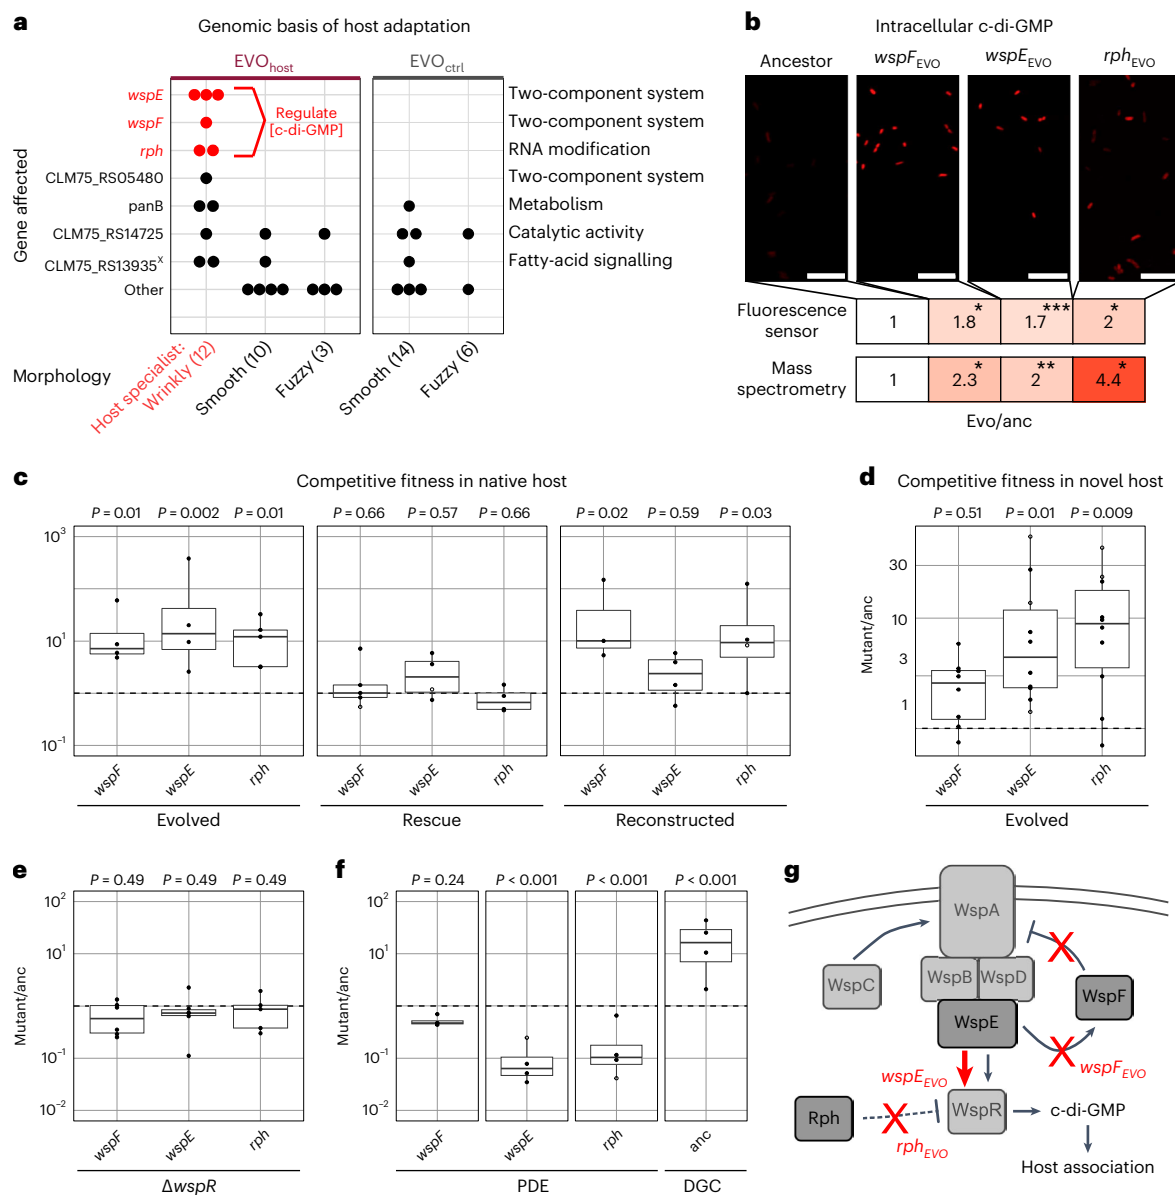 a
Genomic basis of host adaptation
EVOhost
EVOctrl
Gene affected
wspE
wspF
rph
CLM75_RS05480
panB
CLM75_RS14725
CLM75_RS13935X
Other
Regulate
[c-di-GMP]
Two-component system
Two-component system
RNA modification
Two-component system
Metabolism
Catalytic activity
Fatty-acid signalling
Morphology
Host specialist:
Wrinkly (12)
Smooth (10)
Fuzzy (3)
Smooth (14)
Fuzzy (6)
b
Intracellular c-di-GMP
Ancestor
wspFEVO
wspEEVO
rphEVO
Fluorescence
sensor
1
1.8*
1.7***
2*
Mass
spectrometry
1
2.3*
2**
4.4*
Evo/anc
c
Competitive fitness in native host
P = 0.01 P = 0.002 P = 0.01
P = 0.66 P = 0.57 P = 0.66
P = 0.02 P = 0.59 P = 0.03
10³
10¹
10⁻¹
wspF
wspE
rph
Evolved
wspF
wspE
rph
Rescue
wspF
wspE
rph
Reconstructed
d
Competitive fitness in novel host
P = 0.51 P = 0.01 P = 0.009
Mutant/anc
30
10
3
1
wspF
wspE
rph
Evolved
e
P = 0.49 P = 0.49 P = 0.49
Mutant/anc
10²
10¹
10⁻¹
10⁻²
wspF
wspE
rph
ΔwspR
f
P = 0.24 P < 0.001 P < 0.001 P < 0.001
Mutant/anc
10²
10¹
10⁻¹
10⁻²
wspF
wspE
rph
anc
PDE
DGC
g
WspA
WspC
WspB
WspD
WspF
WspE
wspEEVO
wspFEVO
Rph
WspR
c-di-GMP
rphEVO
Host association